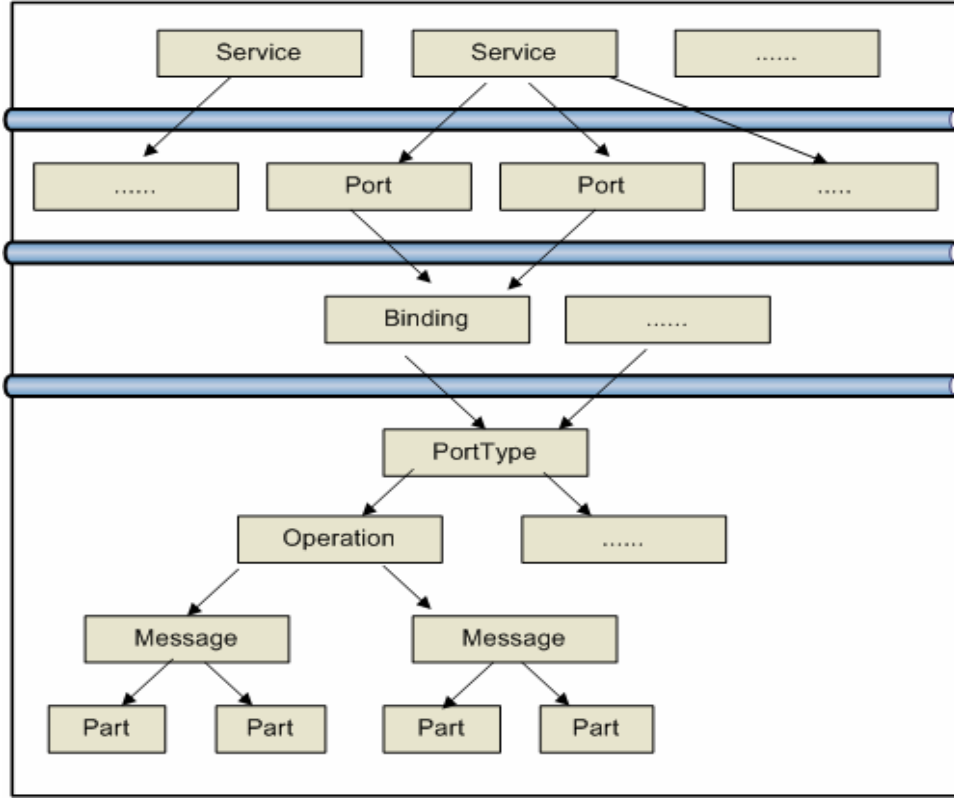 Service Service ......
...... Port Port .....
Binding ......
PortType
Operation ......
Message Message
Part Part Part Part